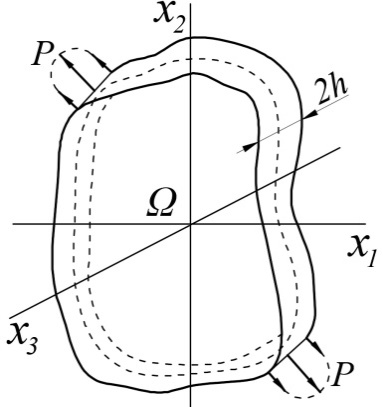 x₂
P
2h
Ω
x₁
x₃
P